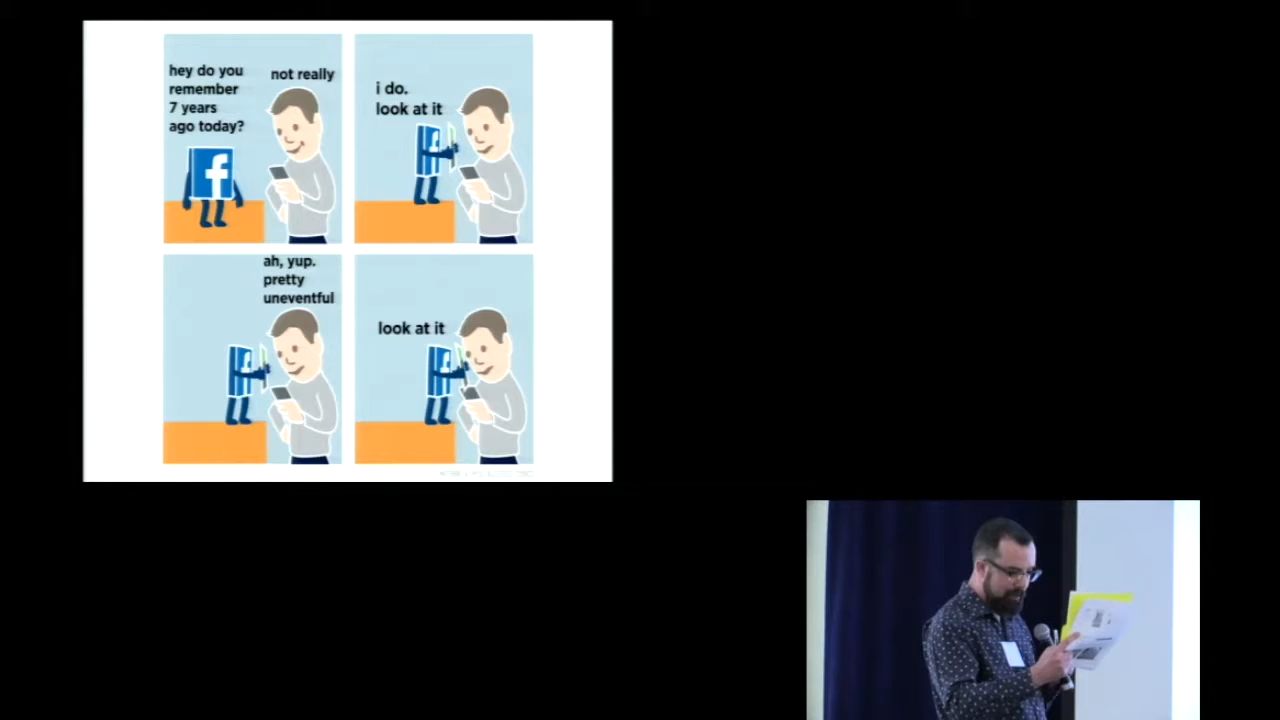 hey do you
remember
7 years
ago today?
not really
i do.
look at it
ah, yup.
pretty
uneventful
look at it